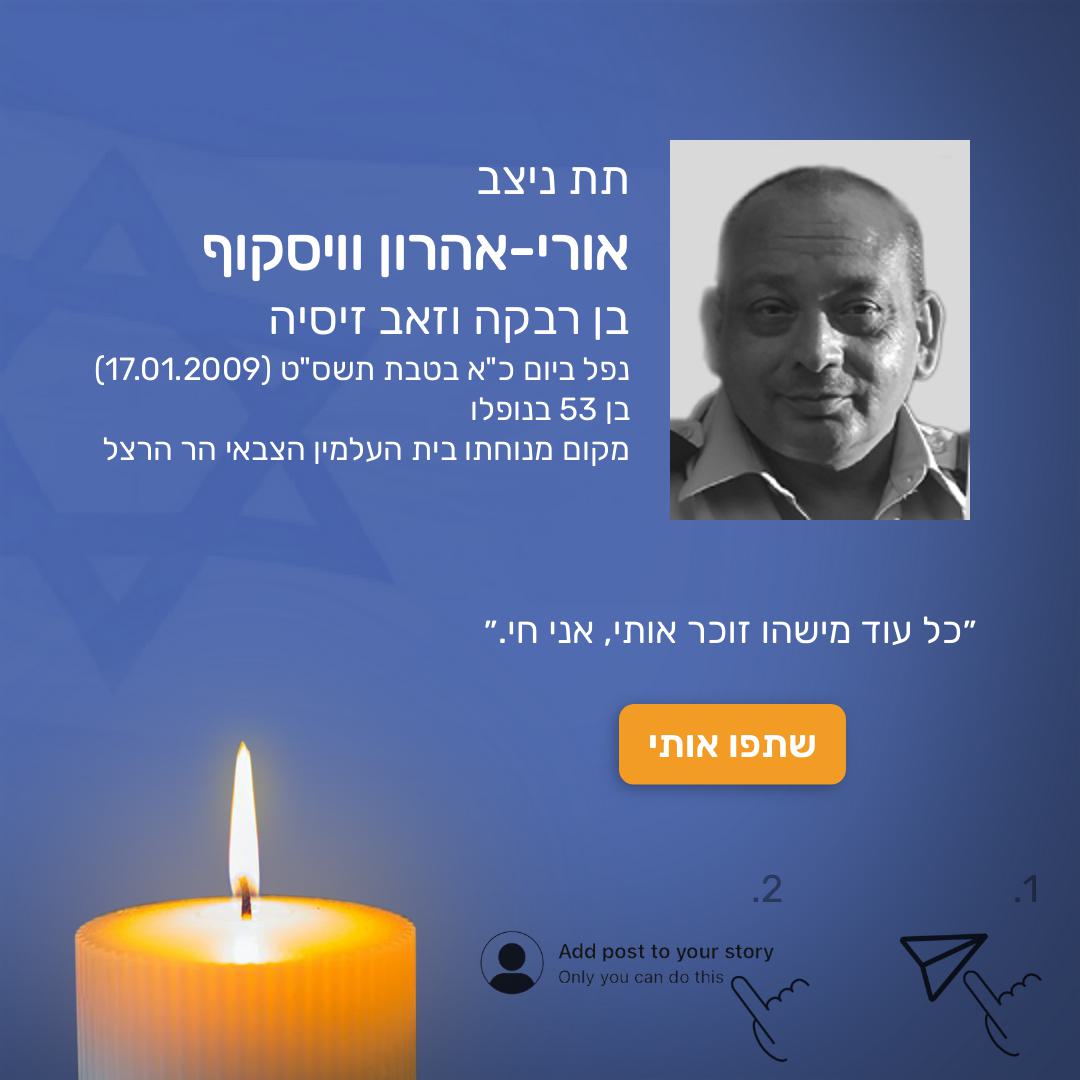 תת ניצב
אורי-אהרון וויסקוף
בן רבקה וזאב זיסיה
נפל ביום כ"א בטבת תשס"ט (17.01.2009)
בן 53 בנופלו
מקום מנוחתו בית העלמין הצבאי הר הרצל
״כל עוד מישהו זוכר אותי, אני חי.״
שתפו אותי
.1
.2
Add post to your story
Only you can do this